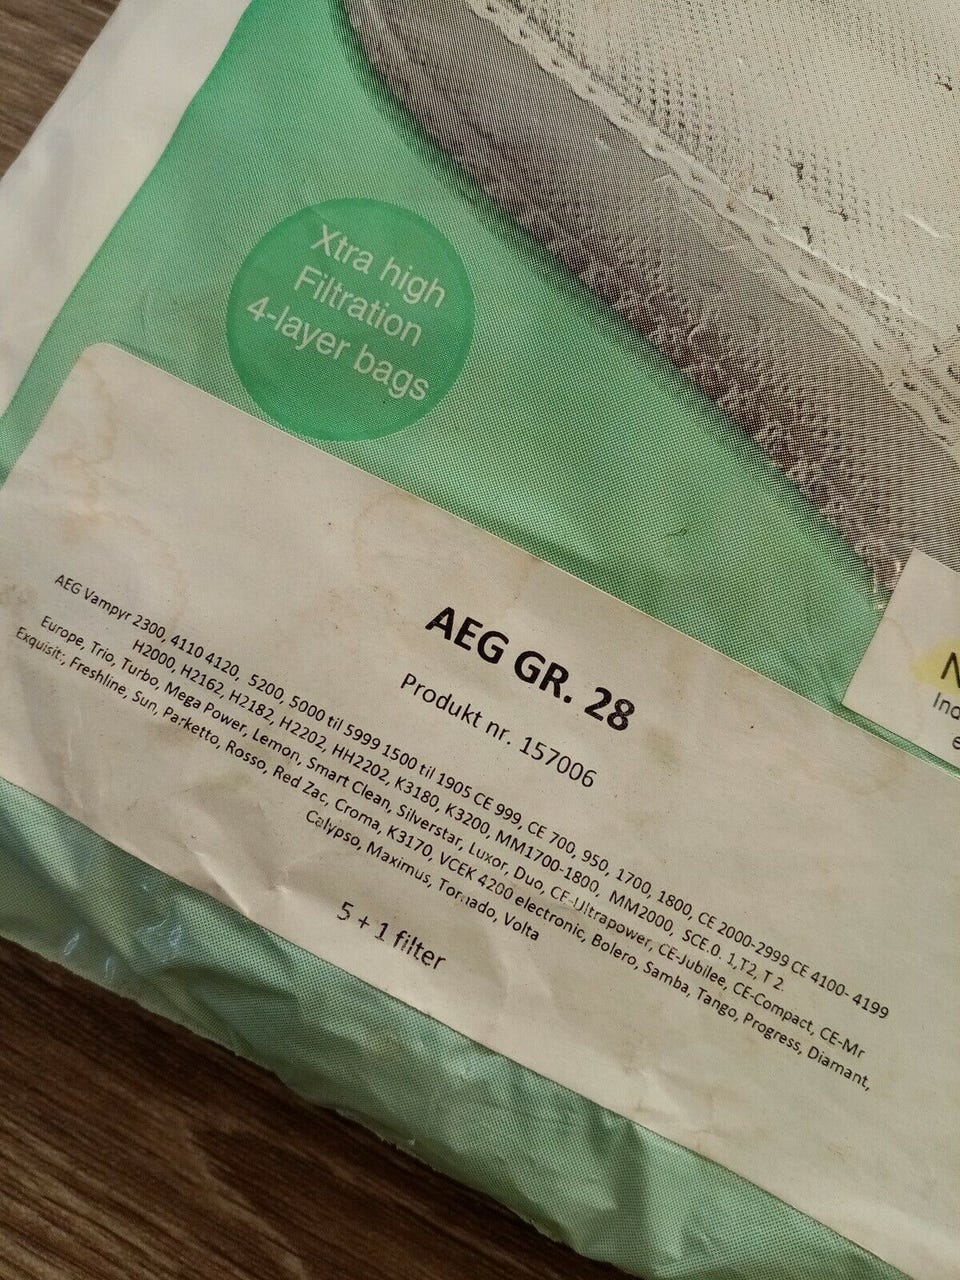 Xtra high
Filtration
4-layer bags
AEG GR. 28
Produkt nr. 157006
AEG Vampyr 2300, 4110 4120, 5200, 5000 til 5999 1500 til 1905 CE 999, CE 700, 950, 1700, 1800, CE 2000-2999 CE 4100- 4199
H2000, H2162, H2182, H2202, HH2202, K3180, K3200, MM1700-1800, MM2000, SCE.0. 1,T2, T 2
Europe, Trio, Turbo, Mega Power, Lemon, Smart Clean, Silverstar, Luxor, Duo, CE-Ultrapower, CE-Jubilee, CE-Compact, CE-Mr
Exquisit:, Freshline, Sun, Parketto, Rosso, Red Zac, Croma, K3170, VCEK 4200 electronic, Bolero, Samba, Tango, Progress, Diamant,
Calypso, Maximus, Tornado, Volta
5 + 1 filter